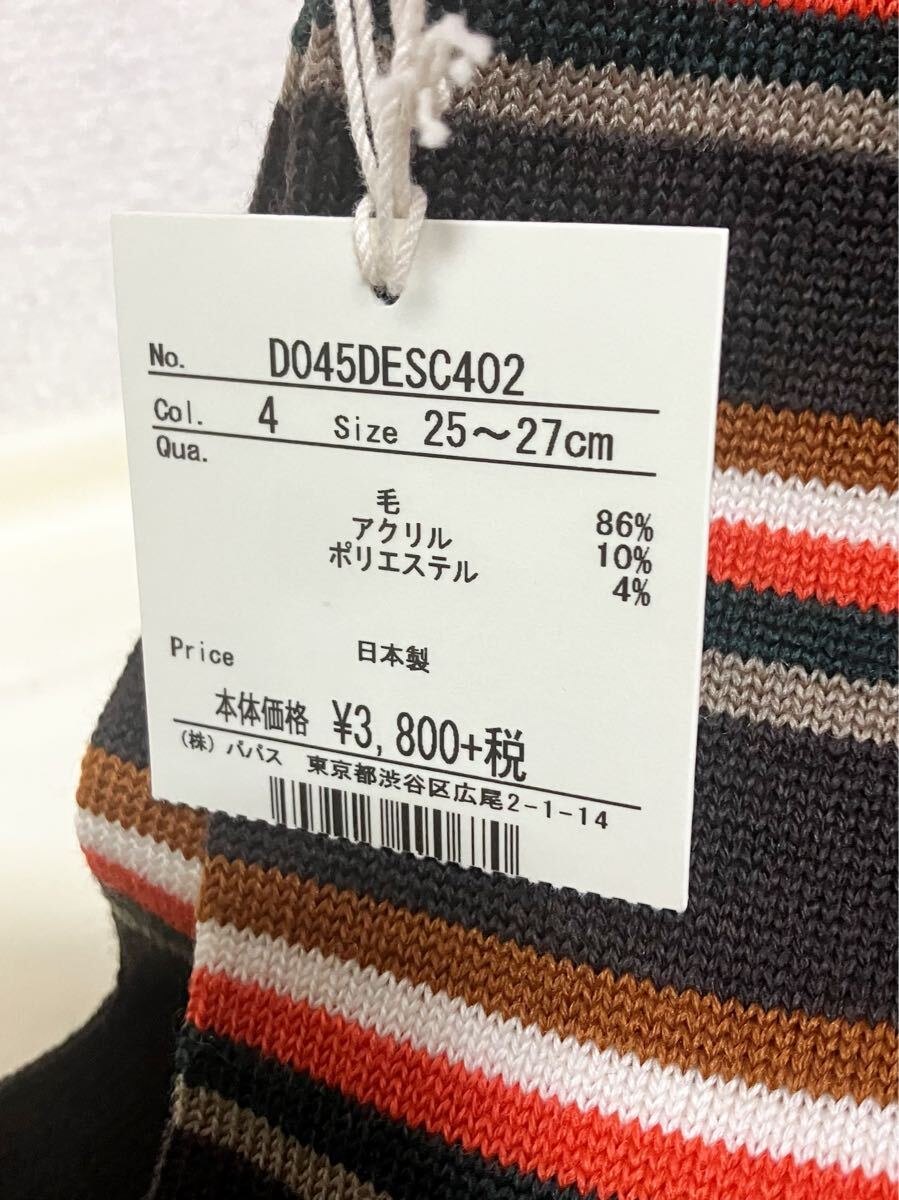 No. D045DESC402
Col. 4 Size 25～27cm
Qua.
毛 86%
アクリル 10%
ポリエステル 4%
Price 日本製
本体価格 ¥3,800+税
(株) パパス 東京都渋谷区広尾2-1-14